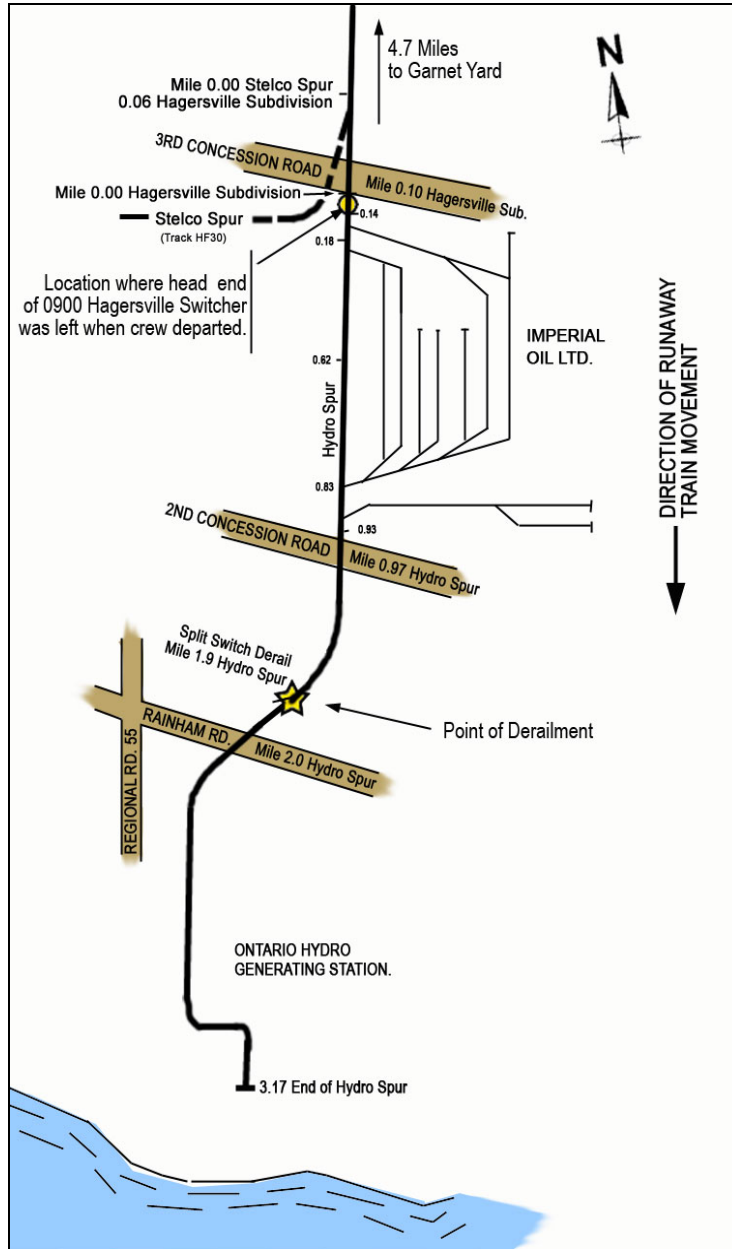 4.7 Miles
to Garnet Yard
N
Mile 0.00 Stelco Spur
0.06 Hagersville Subdivision
3RD CONCESSION ROAD
Mile 0.10 Hagersville Sub.
Mile 0.00 Hagersville Subdivision
Stelco Spur
(Track HF30)
0.14
0.18
Location where head end
of 0900 Hagersville Switcher
was left when crew departed.
IMPERIAL
OIL LTD.
DIRECTION OF RUNAWAY
TRAIN MOVEMENT
0.62
Hydro Spur
0.83
0.93
2ND CONCESSION ROAD
Mile 0.97 Hydro Spur
Split Switch Derail
Mile 1.9 Hydro Spur
Point of Derailment
RAINHAM RD.
Mile 2.0 Hydro Spur
REGIONAL RD. 55
ONTARIO HYDRO
GENERATING STATION.
3.17 End of Hydro Spur